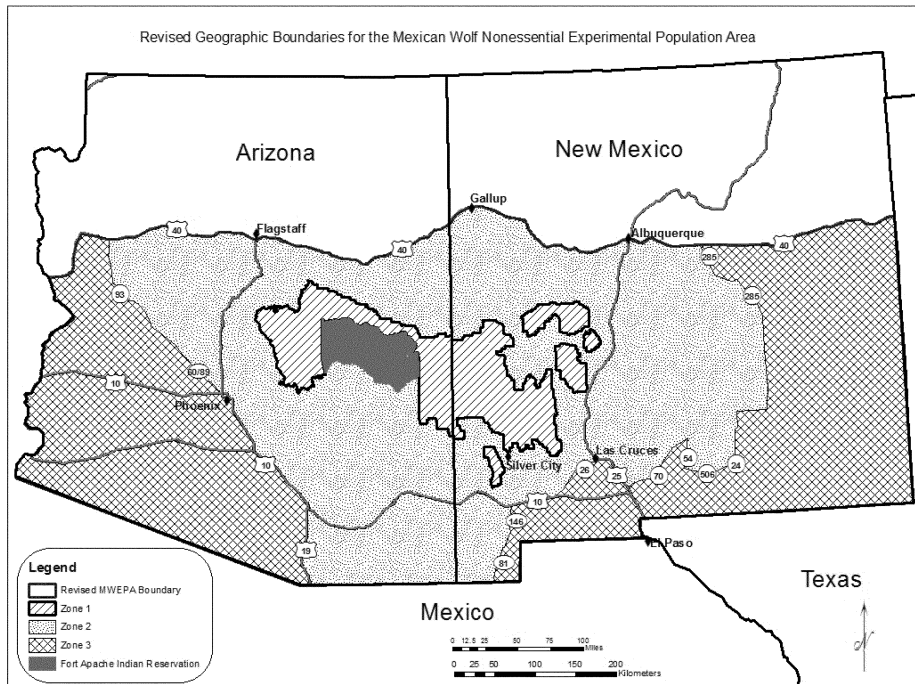 Revised Geographic Boundaries for the Mexican Wolf Nonessential Experimental Population Area
Arizona
New Mexico
Gallup
Flagstaff
Albuquerque
40
40
40
285
93
285
60/89
10
Phoenix
Las Cruces
Silver City
54
10
26
25
70
506
24
10
146
19
81
El Paso
Texas
Mexico
Legend
Revised MWEPA Boundary
Zone 1
Zone 2
Zone 3
Fort Apache Indian Reservation
0 12.5 25 50 75 100
Miles
0 25 50 100 150 200
Kilometers
N